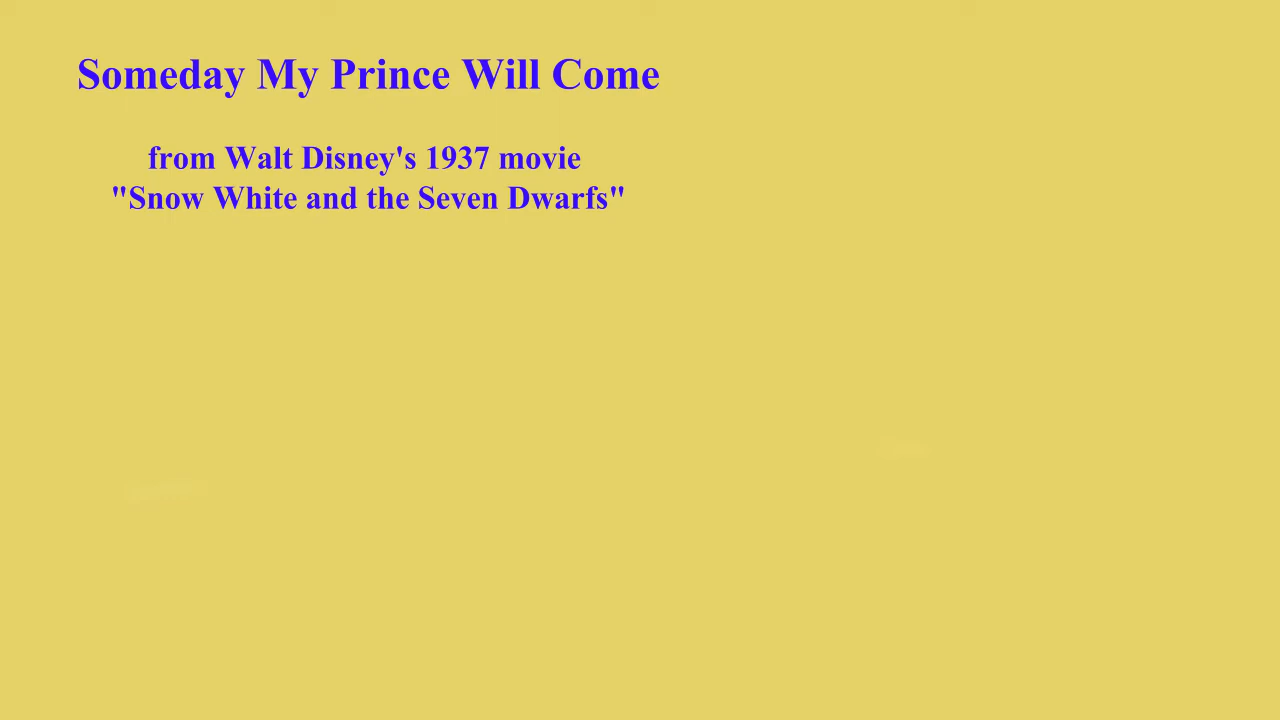 Someday My Prince Will Come
from Walt Disney's 1937 movie
"Snow White and the Seven Dwarfs"